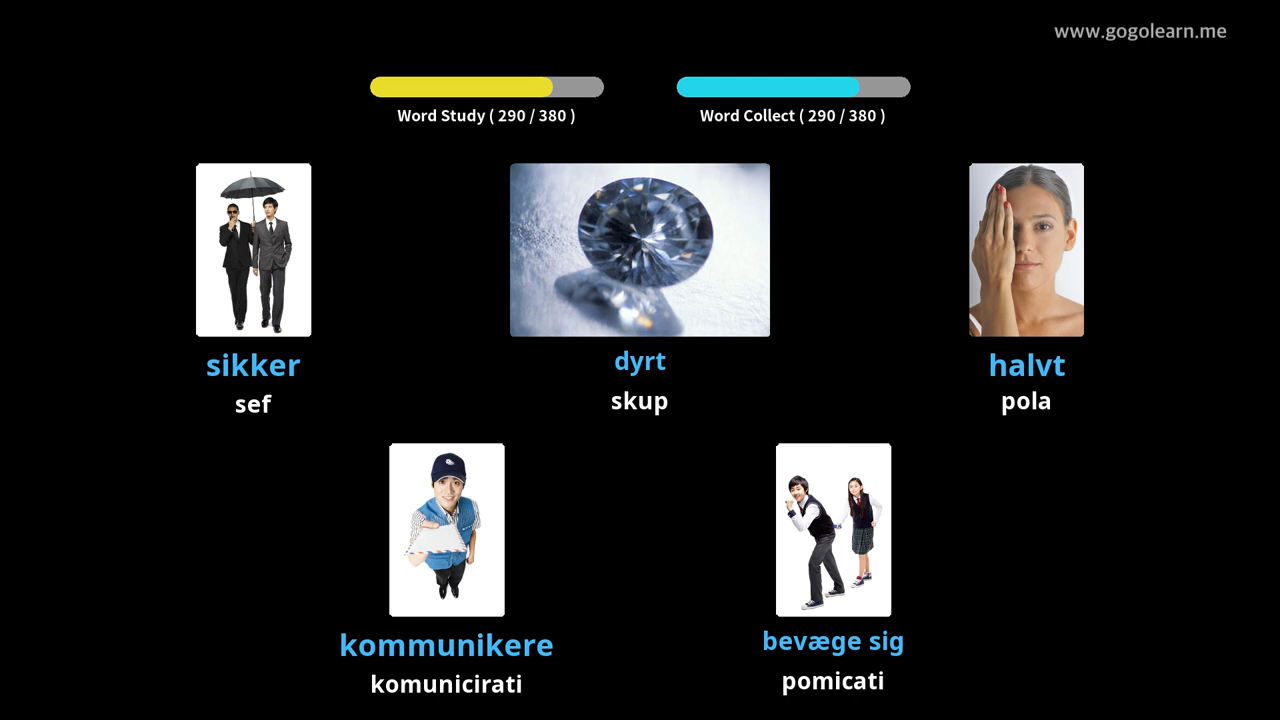 www.gogolearn.me
Word Study ( 290 / 380 )
Word Collect ( 290 / 380 )
sikker
sef
dyrt
skup
halvt
pola
kommunikere
komunicirati
bevæge sig
pomicati